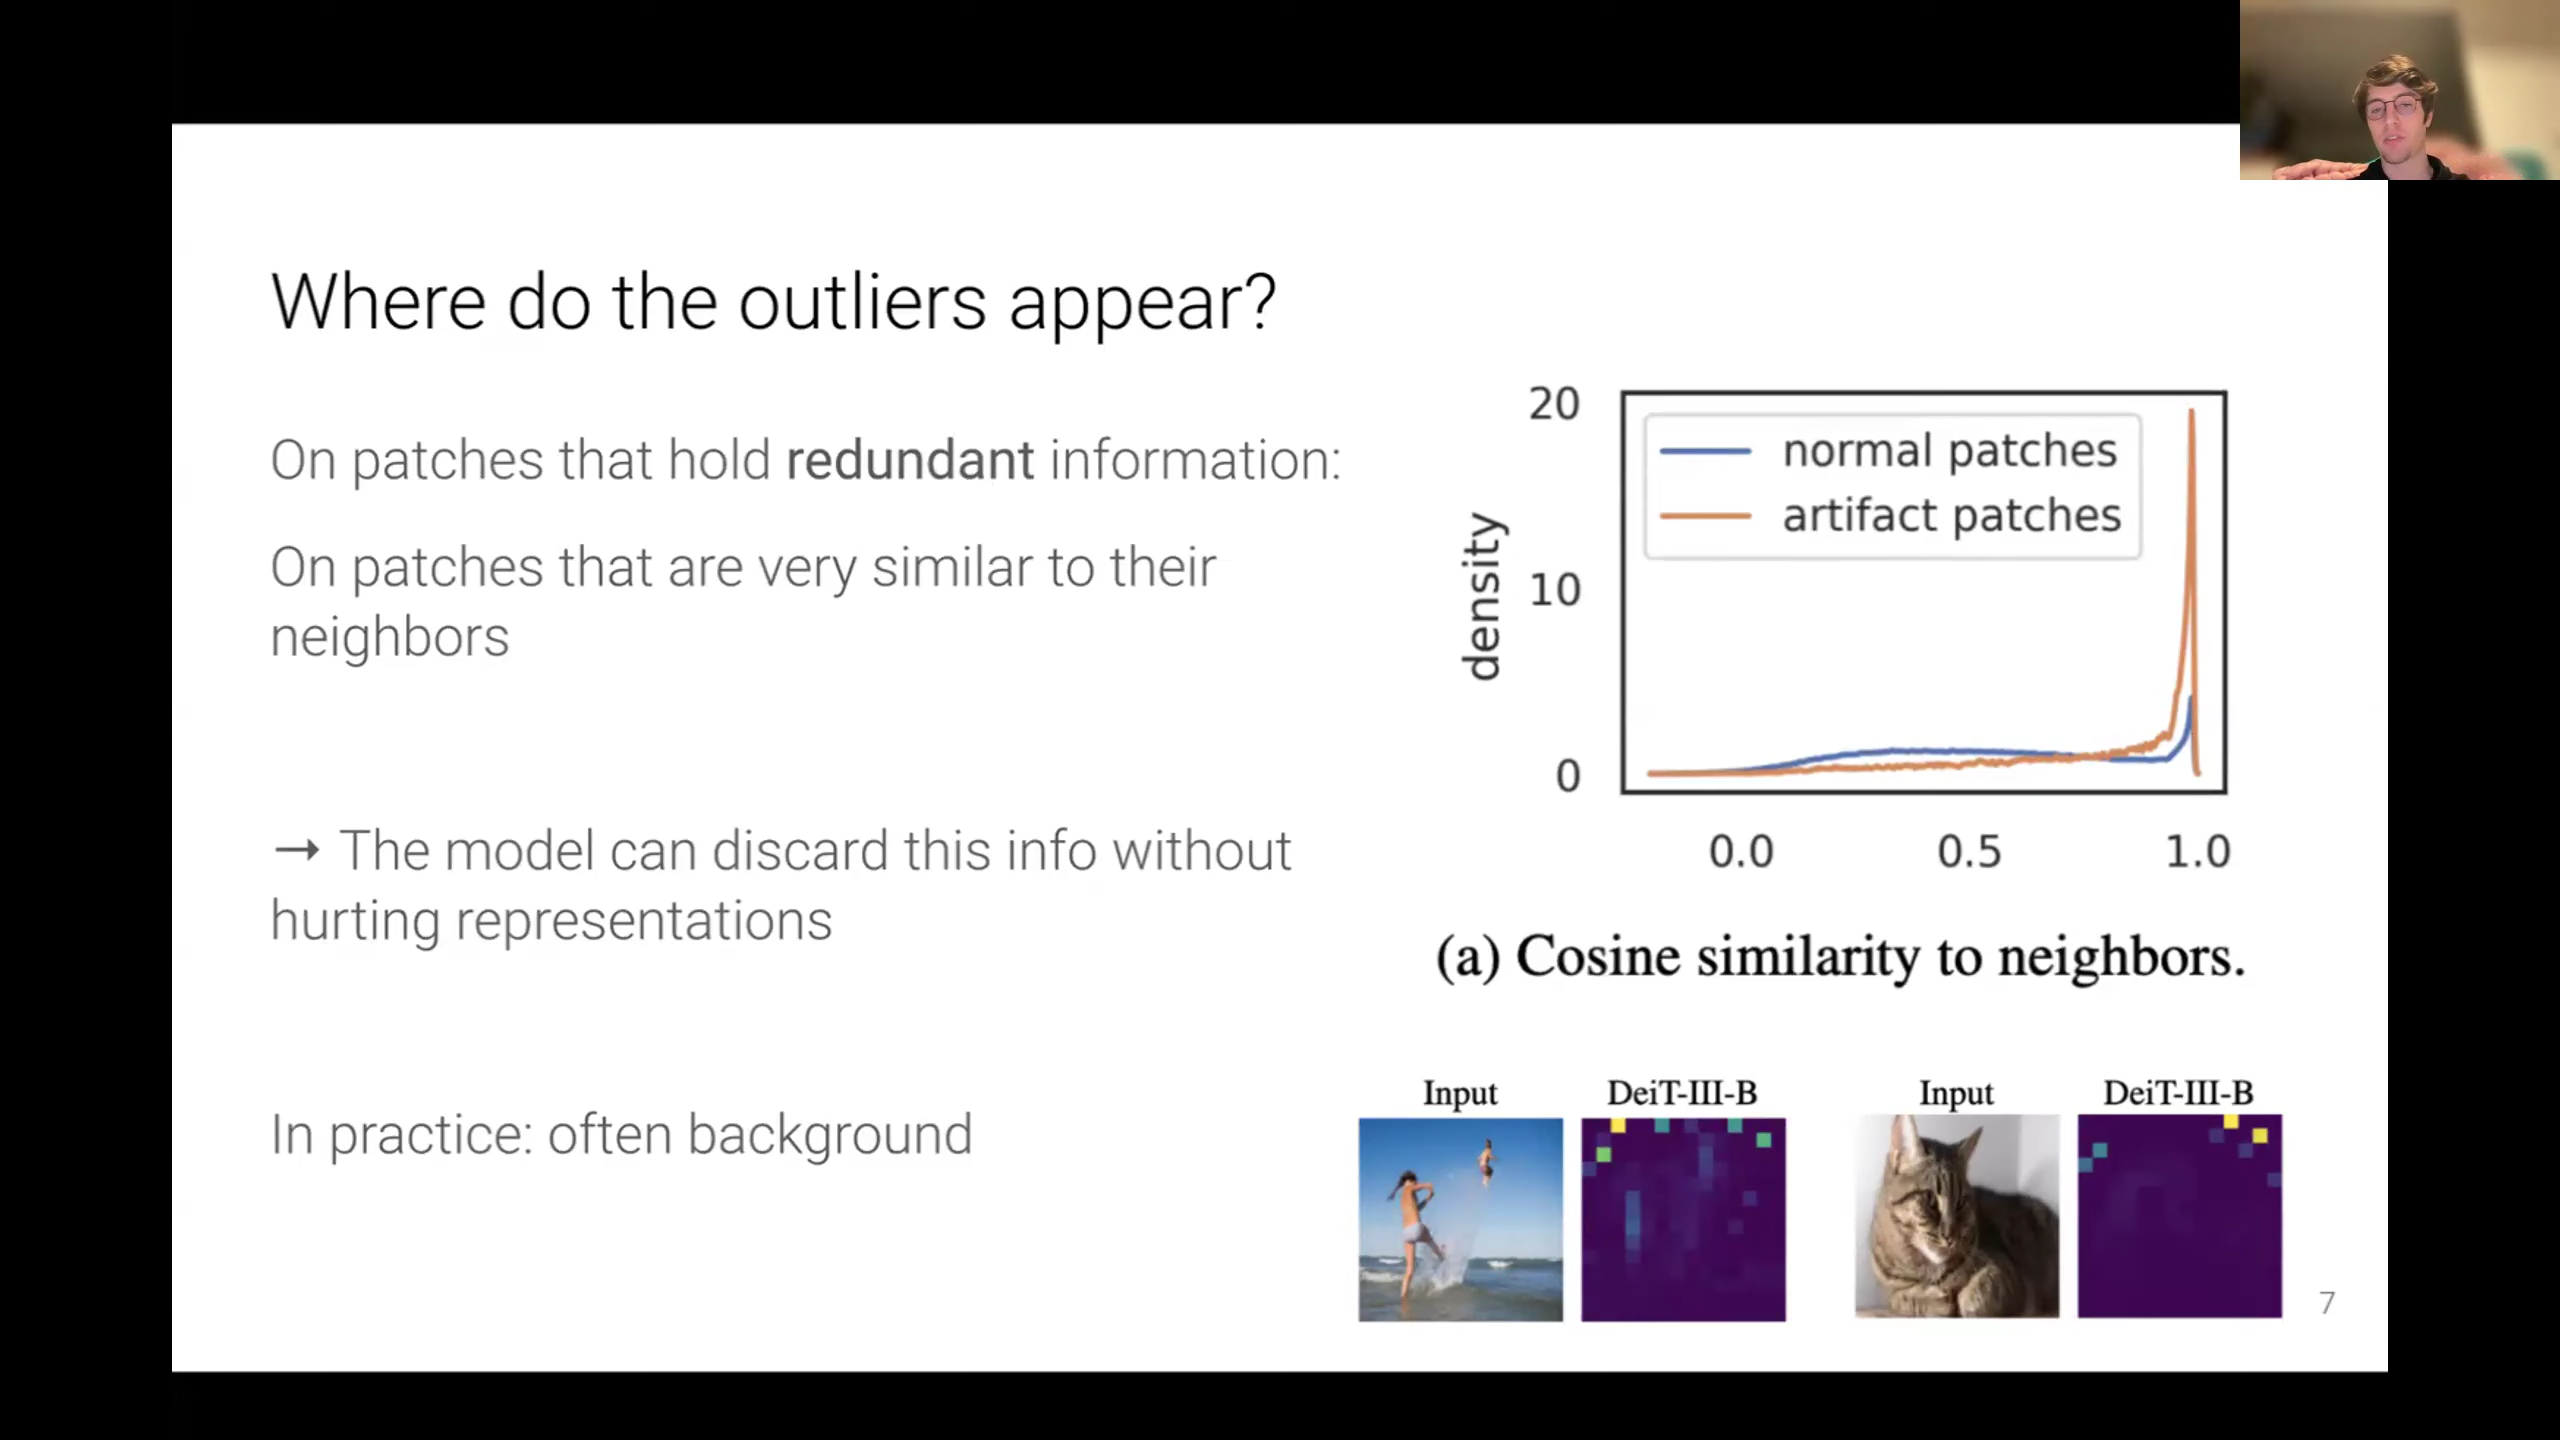 Where do the outliers appear?
On patches that hold redundant information:
On patches that are very similar to their
neighbors
→ The model can discard this info without
hurting representations
In practice: often background
20
10
0
density
normal patches
artifact patches
0.0 0.5 1.0
(a) Cosine similarity to neighbors.
Input DeiT-III-B Input DeiT-III-B
7